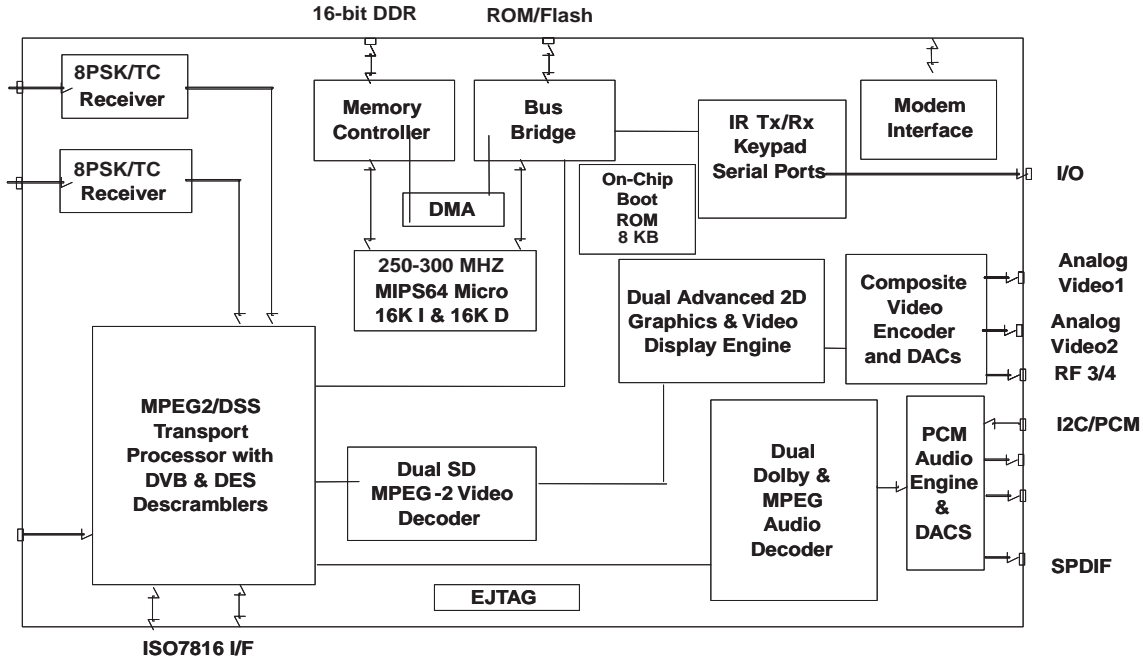 16-bit DDR
ROM/Flash
8PSK/TC
Receiver
Memory
Controller
Bus
Bridge
IR Tx/Rx
Keypad
Serial Ports
Modem
Interface
8PSK/TC
Receiver
I/O
On-Chip
Boot
ROM
8 KB
DMA
250-300 MHZ
MIPS64 Micro
16K I & 16K D
Dual Advanced 2D
Graphics & Video
Display Engine
Composite
Video
Encoder
and DACs
Analog
Video1
Analog
Video2
RF 3/4
MPEG2/DSS
Transport
Processor with
DVB & DES
Descramblers
Dual SD
MPEG-2 Video
Decoder
Dual
Dolby &
MPEG
Audio
Decoder
PCM
Audio
Engine
&
DACS
I2C/PCM
SPDIF
EJTAG
ISO7816 I/F